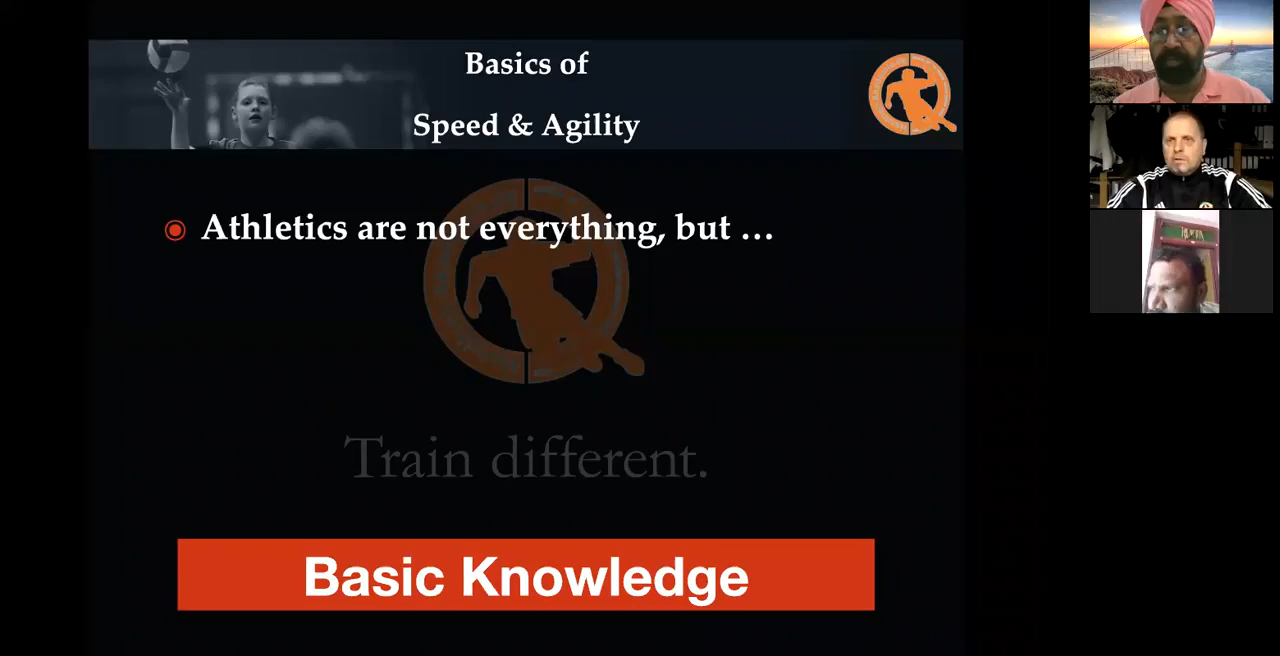 Basics of
Speed & Agility
Athletics are not everything, but ...
Train different.
Basic Knowledge